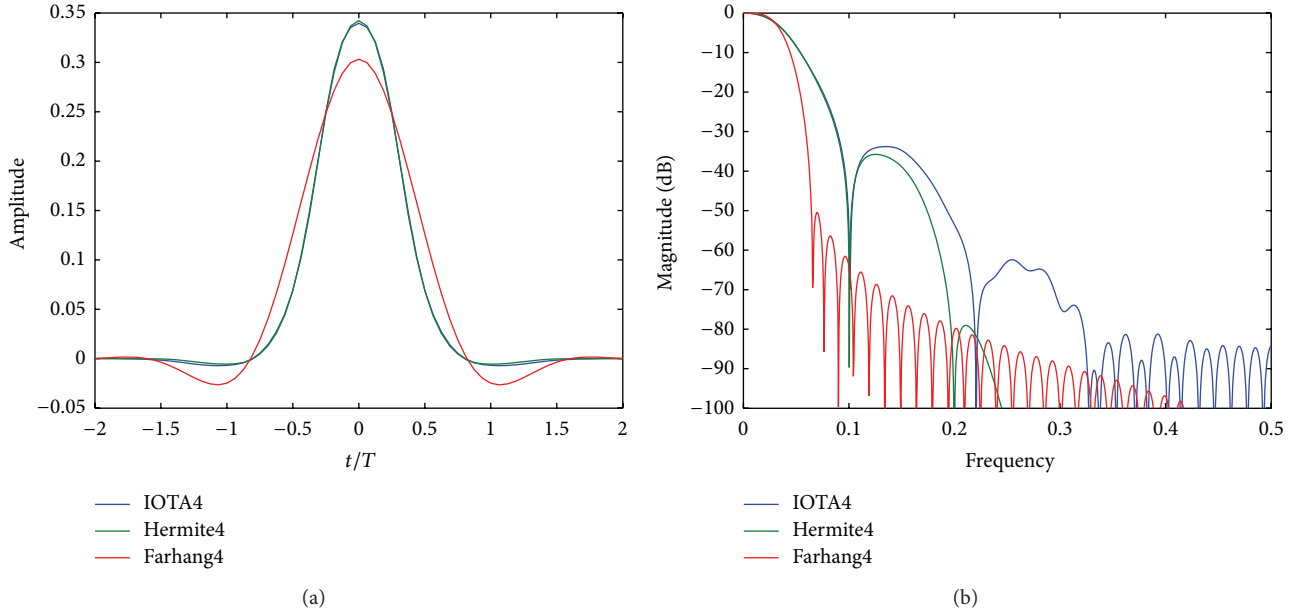 0.35
0.3
0.25
0.2
0.15
0.1
0.05
0
−0.05
Amplitude
−2
−1.5
−1
−0.5
0
0.5
1
1.5
2
t/T
IOTA4
Hermite4
Farhang4
(a)
0
−10
−20
−30
−40
−50
−60
−70
−80
−90
−100
Magnitude (dB)
0
0.1
0.2
0.3
0.4
0.5
Frequency
IOTA4
Hermite4
Farhang4
(b)